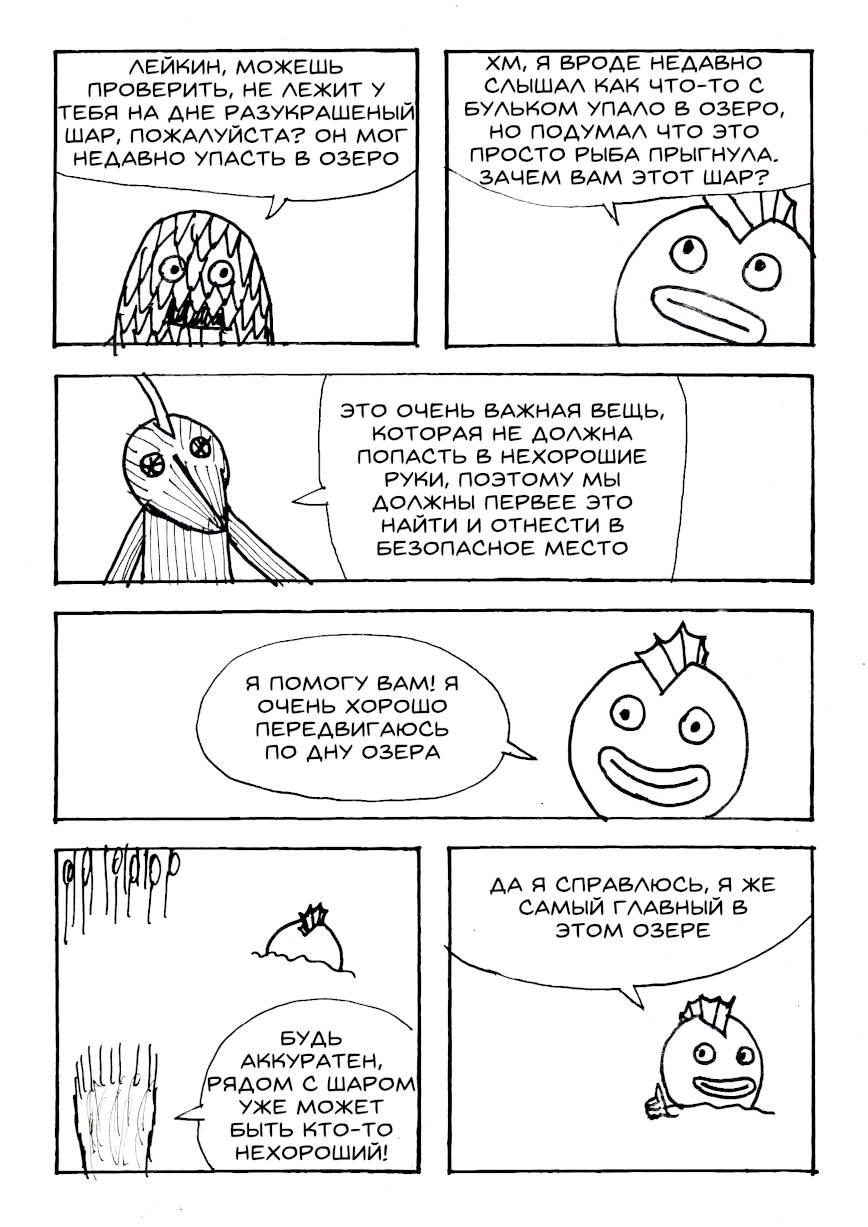 ЛЕЙКИН, МОЖЕШЬ
ПРОВЕРИТЬ, НЕ ЛЕЖИТ У
ТЕБЯ НА ДНЕ РАЗУКРАШЕНЫЙ
ШАР, ПОЖАЛУЙСТА? ОН МОГ
НЕДАВНО УПАСТЬ В ОЗЕРО
ХМ, Я ВРОДЕ НЕДАВНО
СЛЫШАЛ КАК ЧТО-ТО С
БУЛЬКОМ УПАЛО В ОЗЕРО,
НО ПОДУМАЛ ЧТО ЭТО
ПРОСТО РЫБА ПРЫГНУЛА.
ЗАЧЕМ ВАМ ЭТОТ ШАР?
ЭТО ОЧЕНЬ ВАЖНАЯ ВЕЩЬ,
КОТОРАЯ НЕ ДОЛЖНА
ПОПАСТЬ В НЕХОРОШИЕ
РУКИ, ПОЭТОМУ МЫ
ДОЛЖНЫ ПЕРВЕЕ ЭТО
НАЙТИ И ОТНЕСТИ В
БЕЗОПАСНОЕ МЕСТО
Я ПОМОГУ ВАМ! Я
ОЧЕНЬ ХОРОШО
ПЕРЕДВИГАЮСЬ
ПО ДНУ ОЗЕРА
БУДЬ
АККУРАТЕН,
РЯДОМ С ШАРОМ
УЖЕ МОЖЕТ
БЫТЬ КТО-ТО
НЕХОРОШИЙ!
ДА Я СПРАВЛЮСЬ, Я ЖЕ
САМЫЙ ГЛАВНЫЙ В
ЭТОМ ОЗЕРЕ